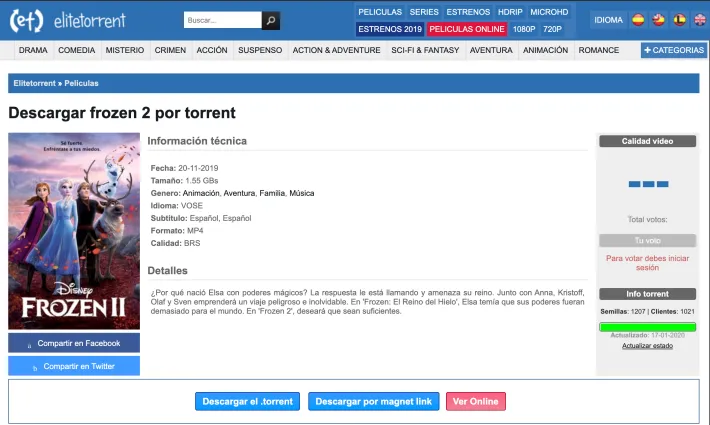 (et) elitetorrent
Buscar...
PELICULAS SERIES ESTRENOS HDRIP MICROHD
ESTRENOS 2019 PELICULAS ONLINE 1080P 720P
IDIOMA
DRAMA COMEDIA MISTERIO CRIMEN ACCIÓN SUSPENSO ACTION & ADVENTURE SCI-FI & FANTASY AVENTURA ANIMACIÓN ROMANCE + CATEGORIAS
Elitetorrent » Peliculas
Descargar frozen 2 por torrent
Sé fuerte.
Enfréntate a tus miedos.
Disney
FROZEN II
a Compartir en Facebook
b Compartir en Twitter
Información técnica
Fecha: 20-11-2019
Tamaño: 1.55 GBs
Genero: Animación, Aventura, Familia, Música
Idioma: VOSE
Subtitulo: Español, Español
Formato: MP4
Calidad: BRS
Detalles
¿Por qué nació Elsa con poderes mágicos? La respuesta le está llamando y amenaza su reino. Junto con Anna, Kristoff,
Olaf y Sven emprenderá un viaje peligroso e inolvidable. En 'Frozen: El Reino del Hielo', Elsa temía que sus poderes fueran
demasiado para el mundo. En 'Frozen 2', deseará que sean suficientes.
Calidad video
Total votos:
Tu voto
Para votar debes iniciar
sesión
Info torrent
Semillas: 1207 | Clientes: 1021
Actualizado: 17-01-2020
Actualizar estado
Descargar el .torrent
Descargar por magnet link
Ver Online